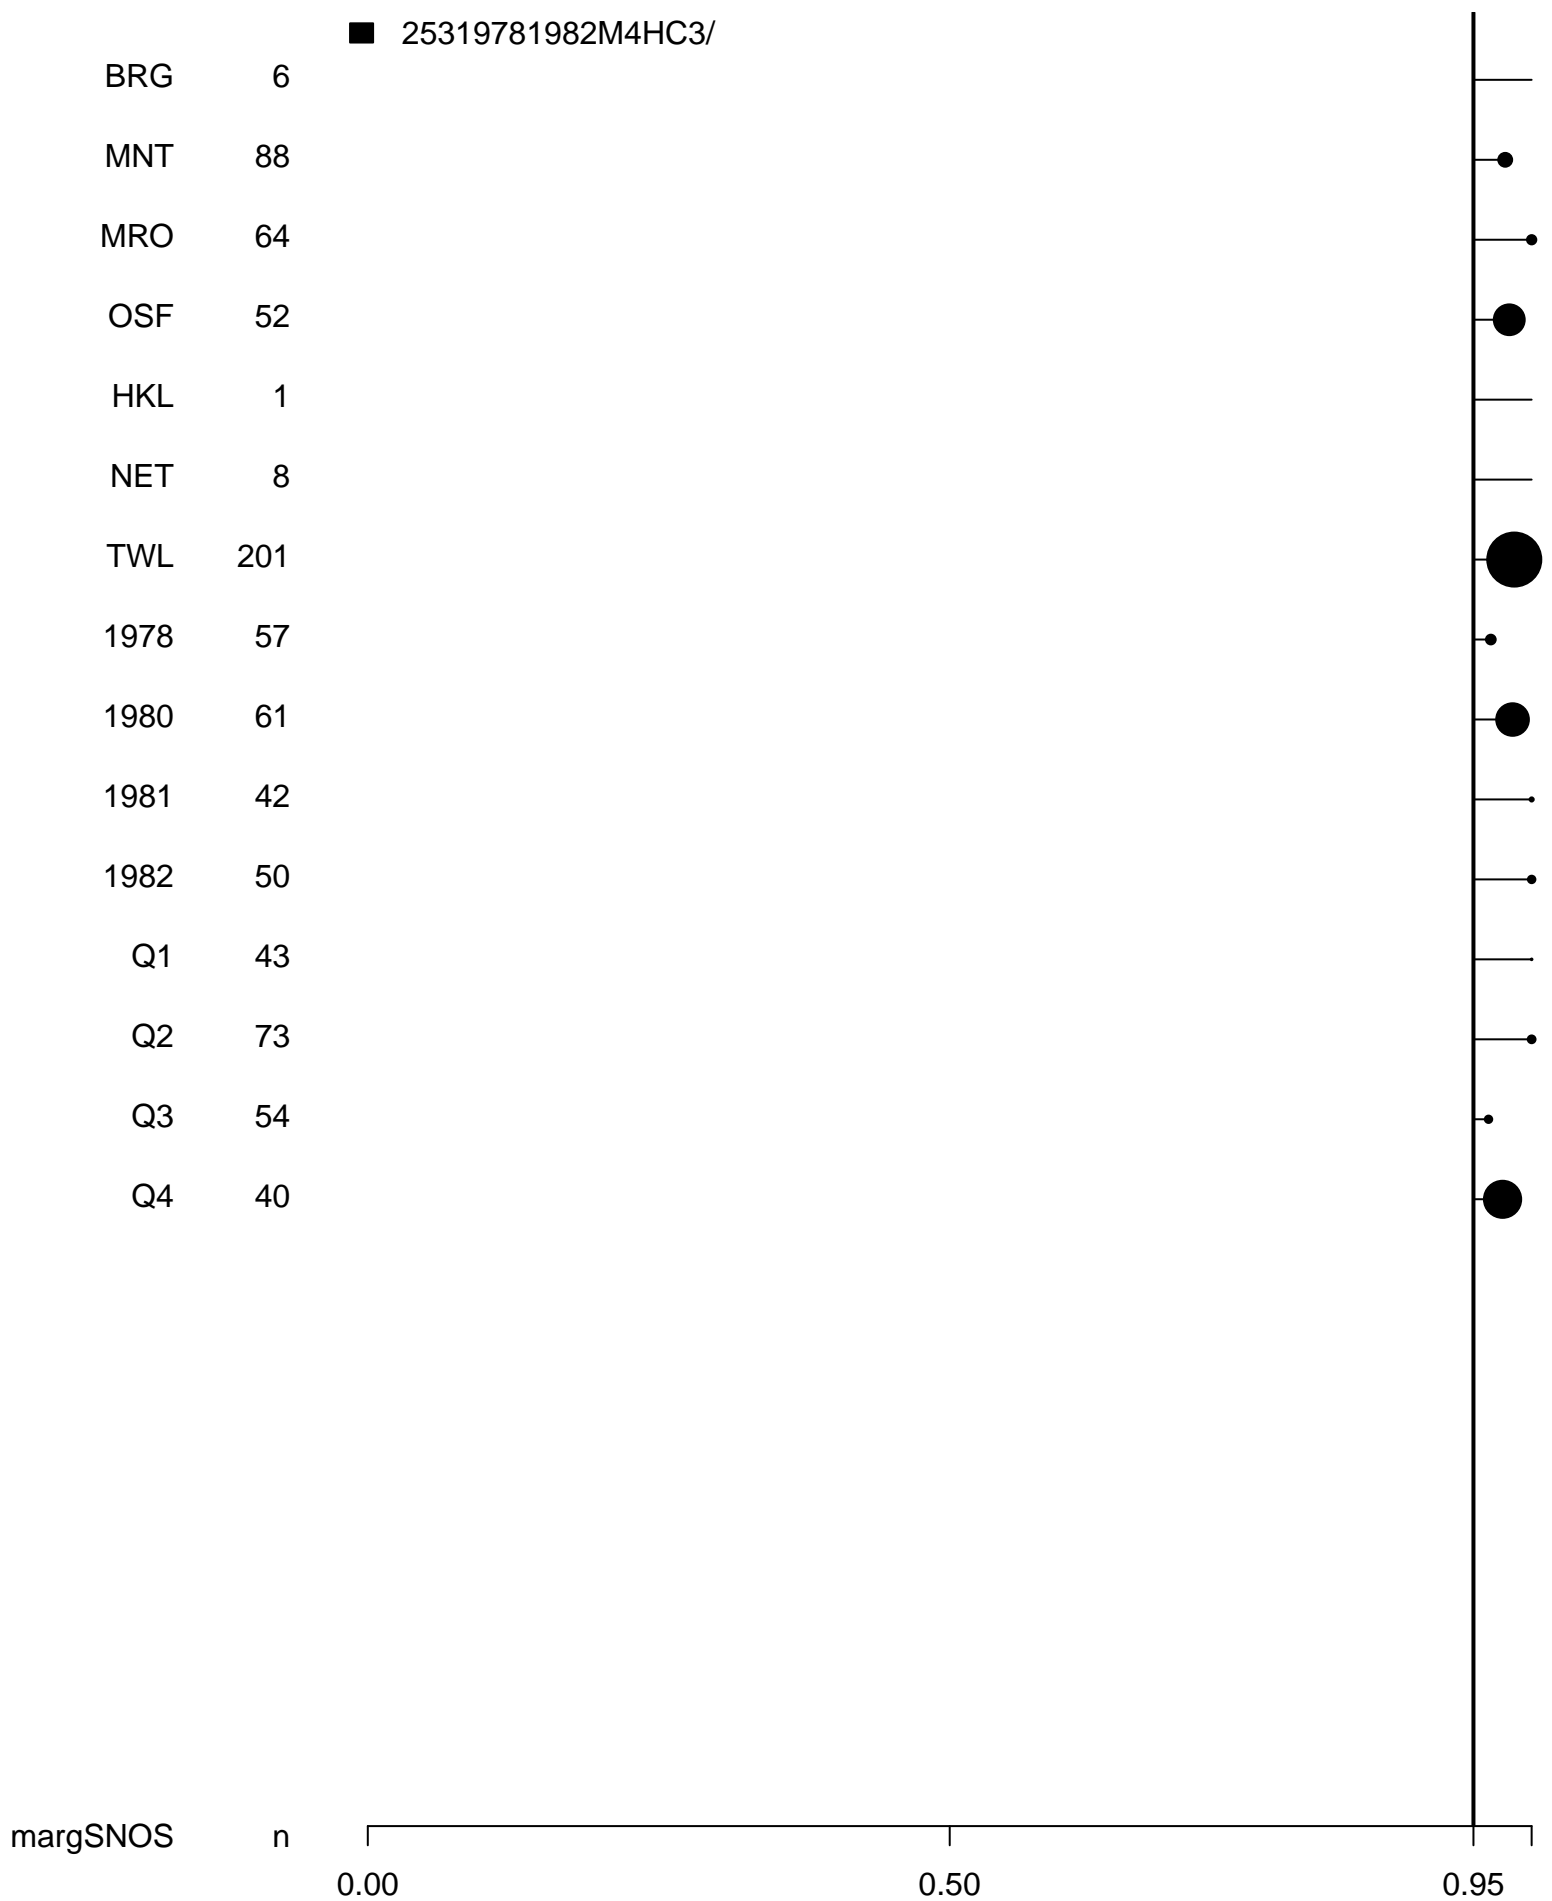 25319781982M4HC3/
BRG 6
MNT 88
MRO 64
OSF 52
HKL 1
NET 8
TWL 201
1978 57
1980 61
1981 42
1982 50
Q1 43
Q2 73
Q3 54
Q4 40
margSNOS n
0.00 0.50 0.95